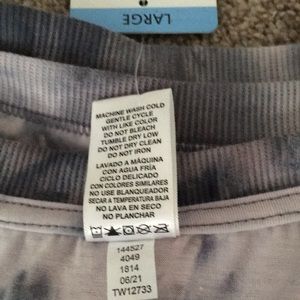 LARGE
MACHINE WASH COLD
GENTLE CYCLE
WITH LIKE COLOR
DO NOT BLEACH
TUMBLE DRY LOW
DO NOT DRY CLEAN
DO NOT IRON
LAVADO A MÁQUINA
CON AGUA FRÍA
CICLO DELICADO
CON COLORES SIMILARES
NO USE BLANQUEADOR
SECAR A TEMPERATURA BAJA
NO LAVA EN SECO
NO PLANCHAR
144527
4049
1814
06/21
TW12733